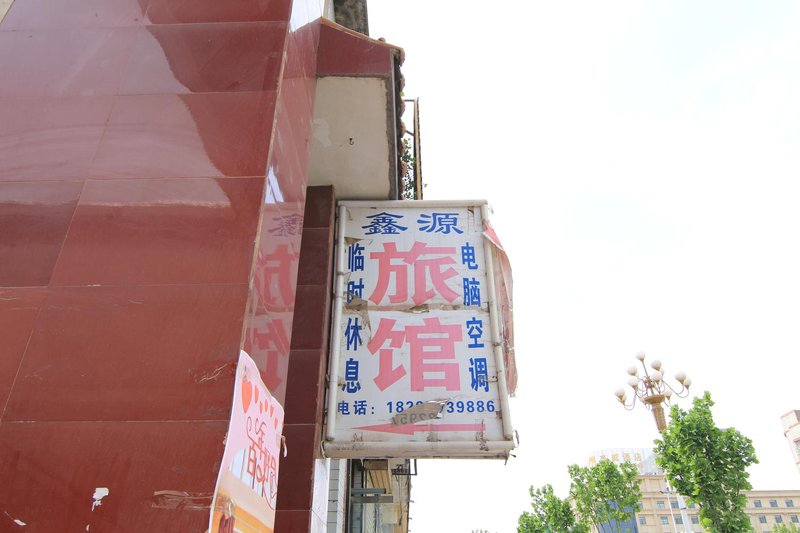 鑫源
临时休息
旅馆
电脑空调
电话：